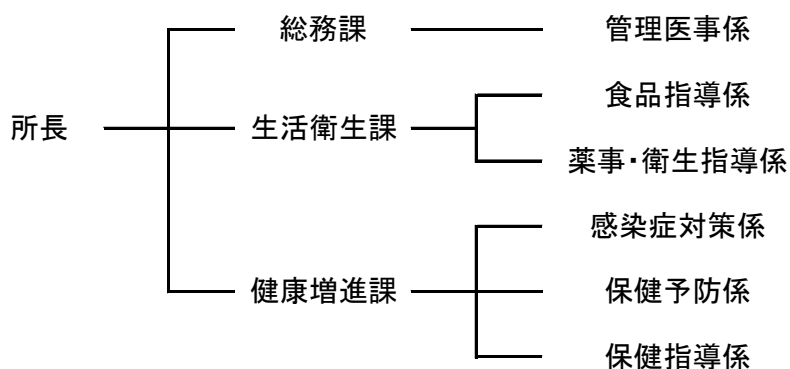 総務課
管理医事係
食品指導係
所長
生活衛生課
薬事・衛生指導係
感染症対策係
健康増進課
保健予防係
保健指導係